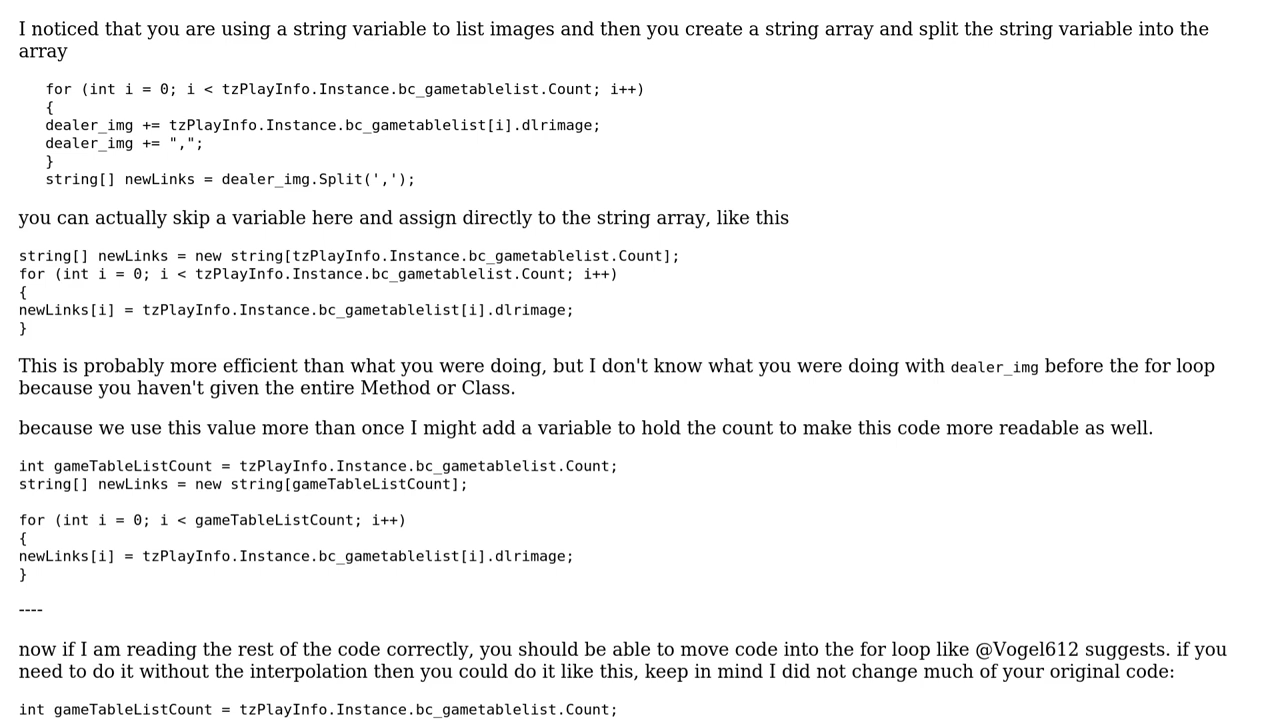 I noticed that you are using a string variable to list images and then you create a string array and split the string variable into the
array
for (int i = 0; i < tzPlayInfo.Instance.bc_gametablelist.Count; i++)
{
dealer_img += tzPlayInfo.Instance.bc_gametablelist[i].dlrimage;
dealer_img += ",";
}
string[] newLinks = dealer_img.Split(',');
you can actually skip a variable here and assign directly to the string array, like this
string[] newLinks = new string[tzPlayInfo.Instance.bc_gametablelist.Count];
for (int i = 0; i < tzPlayInfo.Instance.bc_gametablelist.Count; i++)
{
newLinks[i] = tzPlayInfo.Instance.bc_gametablelist[i].dlrimage;
}
This is probably more efficient than what you were doing, but I don't know what you were doing with dealer_img before the for loop
because you haven't given the entire Method or Class.
because we use this value more than once I might add a variable to hold the count to make this code more readable as well.
int gameTableListCount = tzPlayInfo.Instance.bc_gametablelist.Count;
string[] newLinks = new string[gameTableListCount];
for (int i = 0; i < gameTableListCount; i++)
{
newLinks[i] = tzPlayInfo.Instance.bc_gametablelist[i].dlrimage;
}
----
now if I am reading the rest of the code correctly, you should be able to move code into the for loop like @Vogel612 suggests. if you
need to do it without the interpolation then you could do it like this, keep in mind I did not change much of your original code:
int gameTableListCount = tzPlayInfo.Instance.bc_gametablelist.Count;